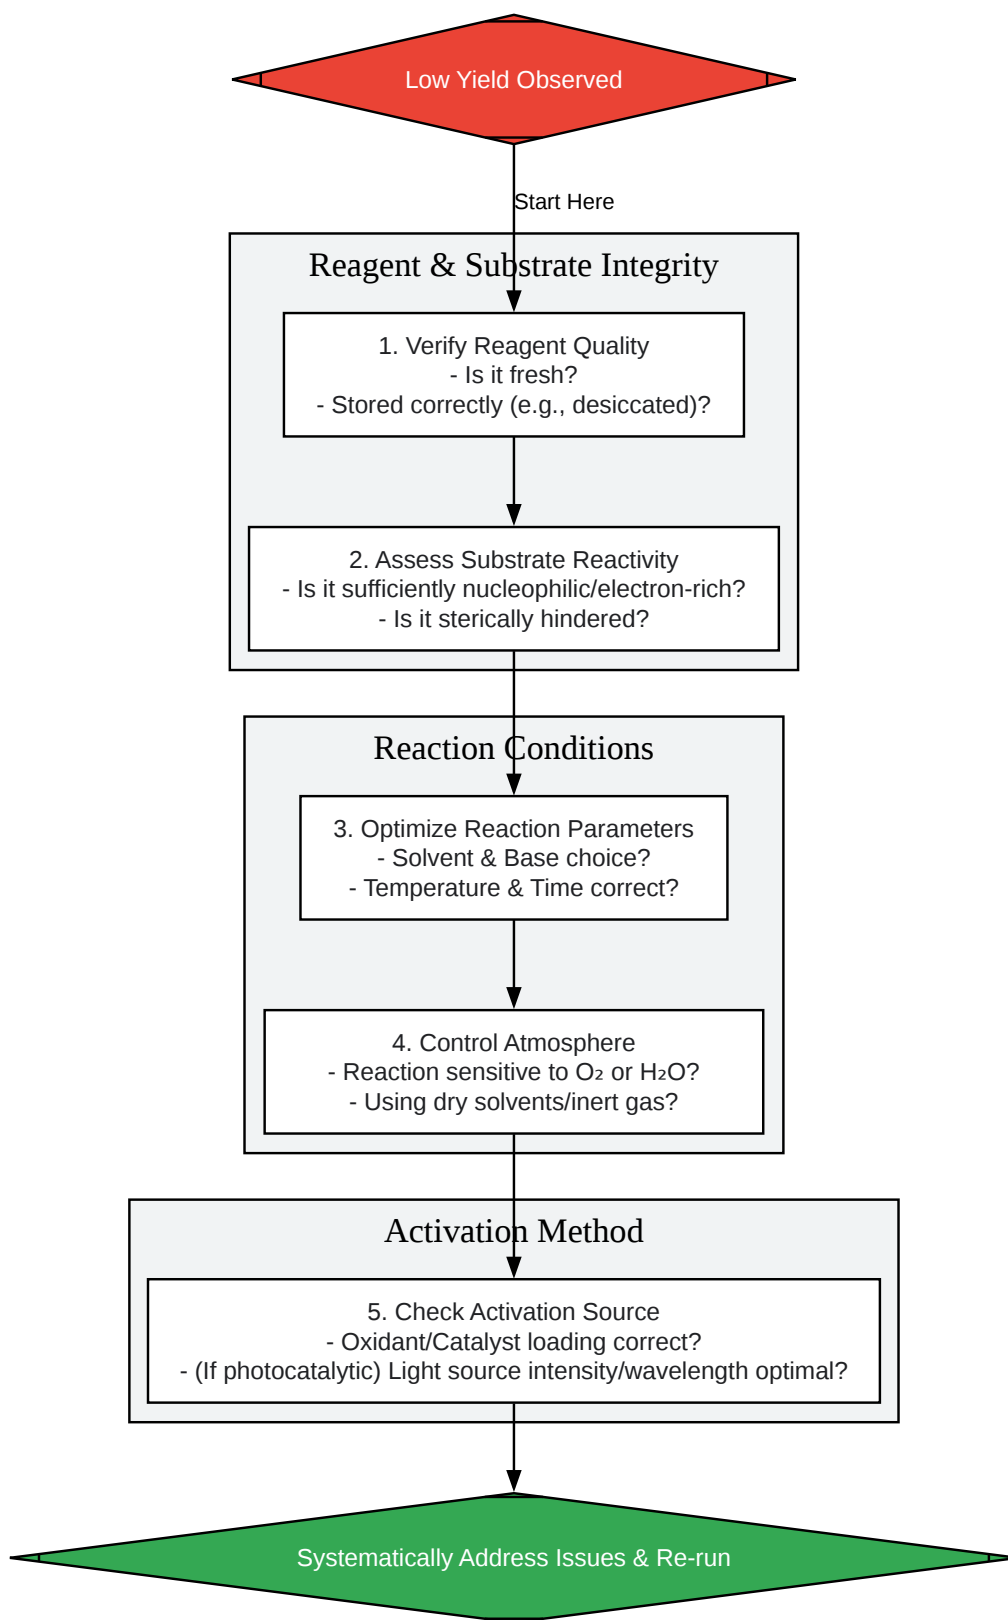 Low Yield Observed
Start Here
Reagent & Substrate Integrity
1. Verify Reagent Quality
- Is it fresh?
- Stored correctly (e.g., desiccated)?
2. Assess Substrate Reactivity
- Is it sufficiently nucleophilic/electron-rich?
- Is it sterically hindered?
Reaction Conditions
3. Optimize Reaction Parameters
- Solvent & Base choice?
- Temperature & Time correct?
4. Control Atmosphere
- Reaction sensitive to O₂ or H₂O?
- Using dry solvents/inert gas?
Activation Method
5. Check Activation Source
- Oxidant/Catalyst loading correct?
- (If photocatalytic) Light source intensity/wavelength optimal?
Systematically Address Issues & Re-run